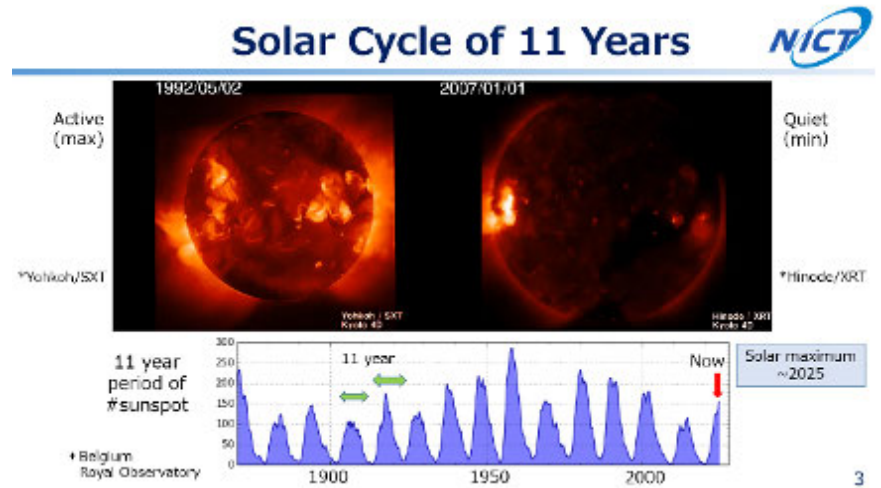 Solar Cycle of 11 Years
NICT
1992/05/02
2007/01/01
Active
(max)
Quiet
(min)
*Yohkoh/SXT
*Hinode/XRT
Yohkoh / SXT
Kyoto 4D
Hinode / XRT
Kyoto 4D
11 year
period of
#sunspot
300
250
200
150
100
50
0
11 year
Now
Solar maximum
~2025
1900
1950
2000
* Belgium
Royal Observatory
3